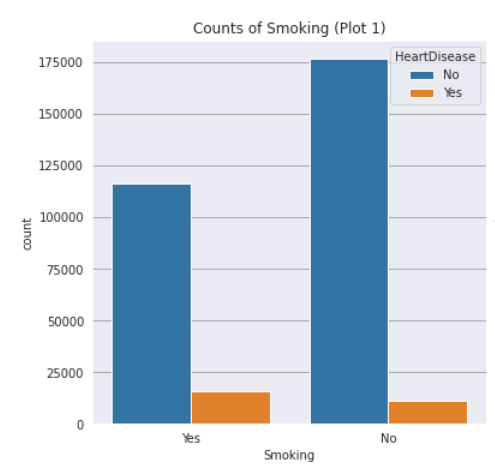 Counts of Smoking (Plot 1)
HeartDisease
No
Yes
175000
150000
125000
100000
75000
50000
25000
0
count
Yes
No
Smoking